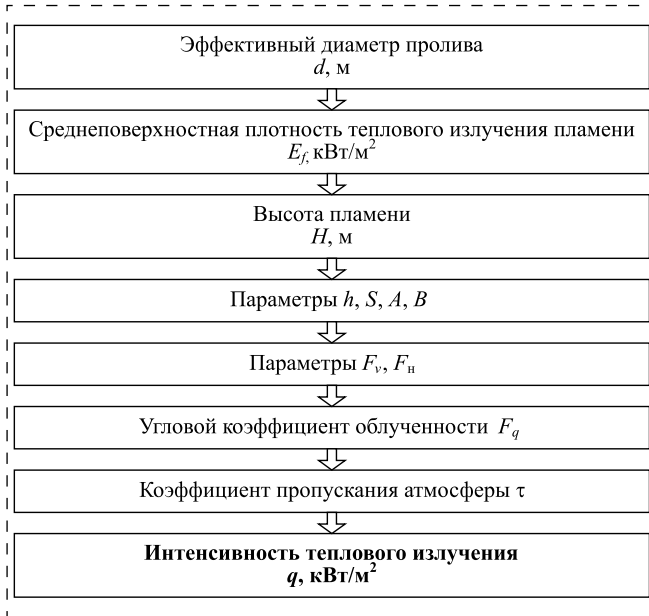 Эффективный диаметр пролива
d, м
Среднеповерхностная плотность теплового излучения пламени
E_f, кВт/м²
Высота пламени
H, м
Параметры h, S, A, B
Параметры F_v, F_н
Угловой коэффициент облученности F_q
Коэффициент пропускания атмосферы τ
Интенсивность теплового излучения
q, кВт/м²